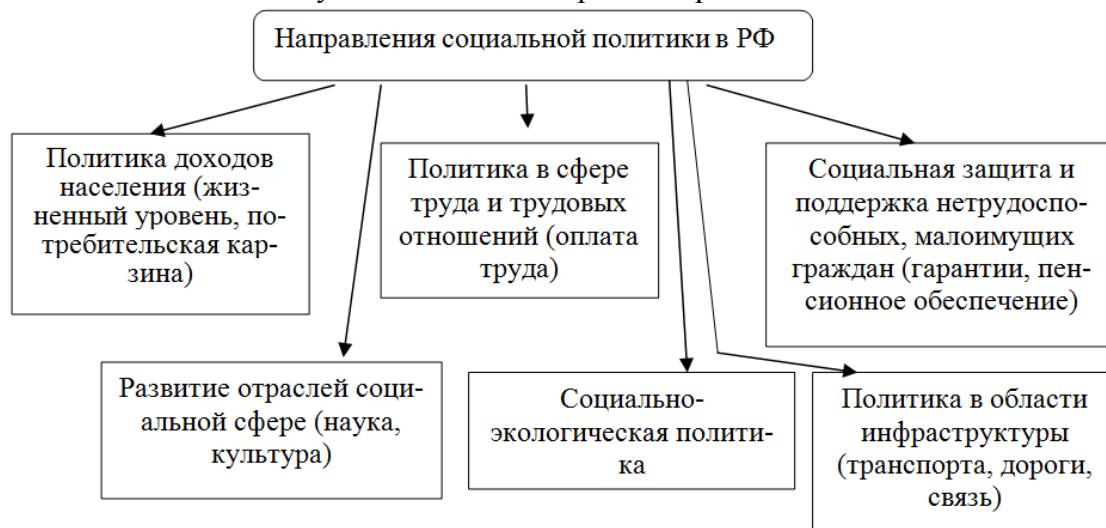 Направления социальной политики в РФ
Политика доходов
населения (жиз-
ненный уровень, по-
требительская кар-
зина)
Политика в сфере
труда и трудовых
отношений (оплата
труда)
Социальная защита и
поддержка нетрудоспо-
собных, малоимущих
граждан (гарантии, пен-
сионное обеспечение)
Развитие отраслей соци-
альной сфере (наука,
культура)
Социально-
экологическая полити-
ка
Политика в области
инфраструктуры
(транспорта, дороги,
связь)